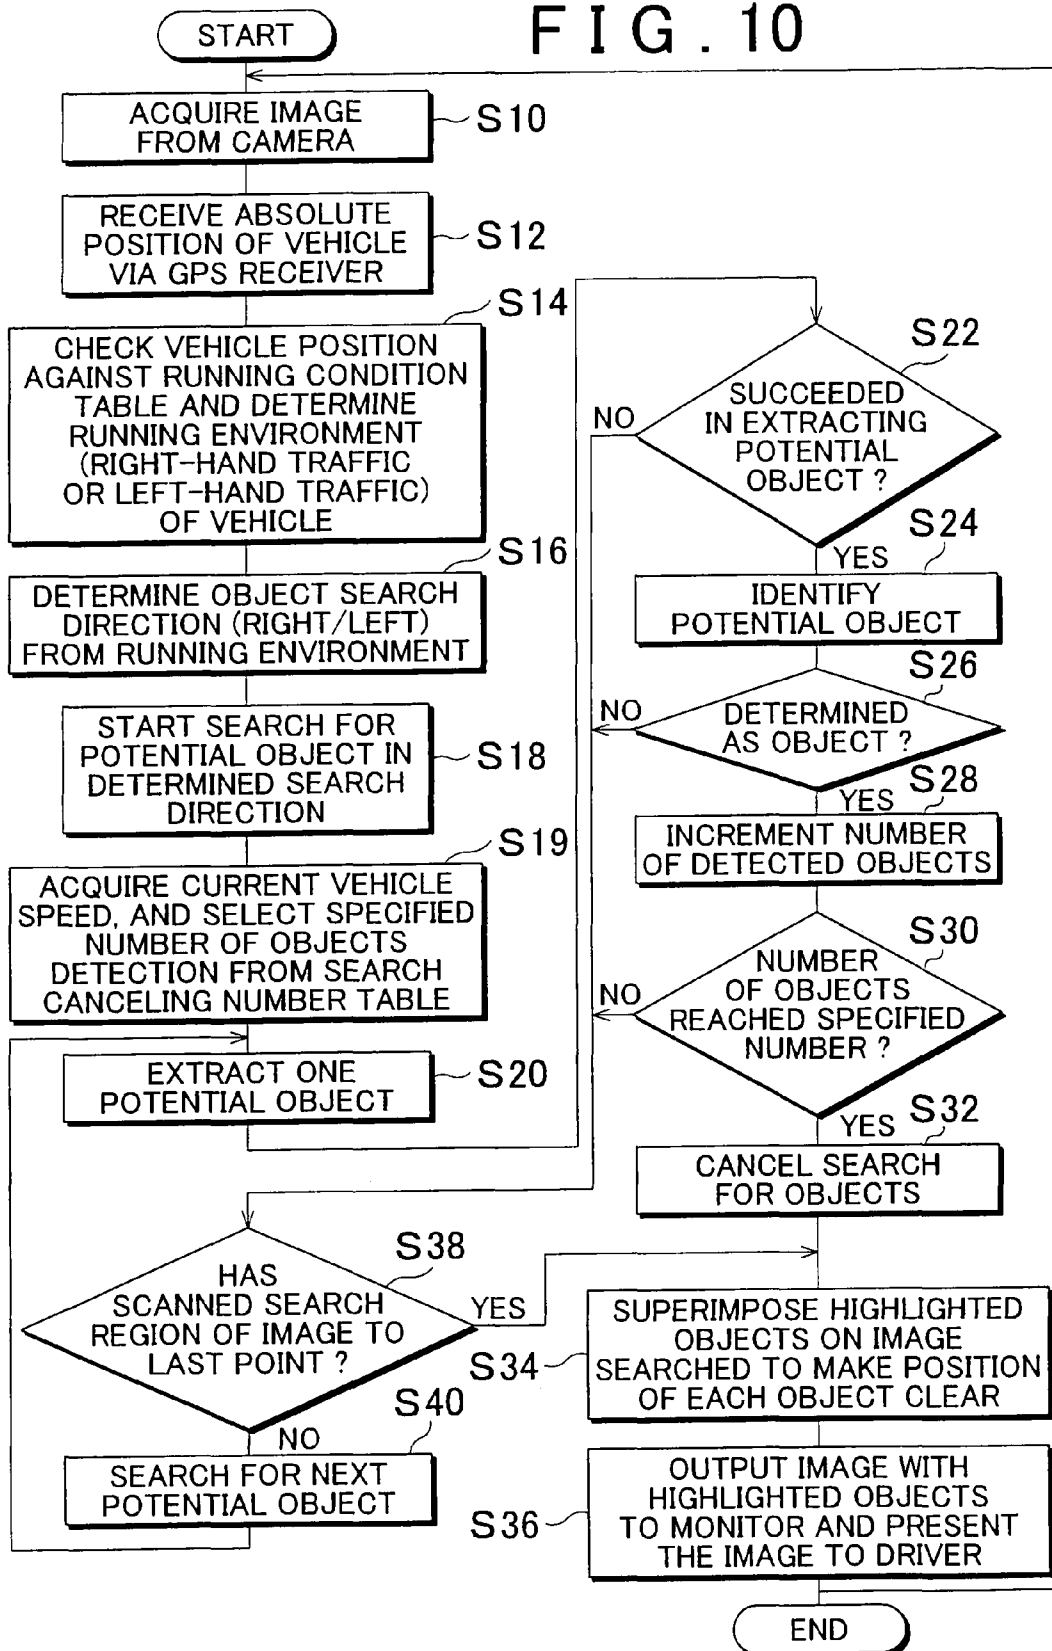 FIG. 10
START
ACQUIRE IMAGE
FROM CAMERA
S10
RECEIVE ABSOLUTE
POSITION OF VEHICLE
VIA GPS RECEIVER
S12
S14
CHECK VEHICLE POSITION
AGAINST RUNNING CONDITION
TABLE AND DETERMINE
RUNNING ENVIRONMENT
(RIGHT-HAND TRAFFIC
OR LEFT-HAND TRAFFIC)
OF VEHICLE
S16
DETERMINE OBJECT SEARCH
DIRECTION (RIGHT/LEFT)
FROM RUNNING ENVIRONMENT
START SEARCH FOR
POTENTIAL OBJECT IN
DETERMINED SEARCH
DIRECTION
S18
S19
ACQUIRE CURRENT VEHICLE
SPEED, AND SELECT SPECIFIED
NUMBER OF OBJECTS
DETECTION FROM SEARCH
CANCELING NUMBER TABLE
EXTRACT ONE
POTENTIAL OBJECT
S20
S22
SUCCEEDED
IN EXTRACTING
POTENTIAL
OBJECT ?
NO
YES
S24
IDENTIFY
POTENTIAL OBJECT
S26
DETERMINED
AS OBJECT ?
NO
YES
S28
INCREMENT NUMBER
OF DETECTED OBJECTS
S30
NUMBER
OF OBJECTS
REACHED SPECIFIED
NUMBER ?
NO
YES
S32
CANCEL SEARCH
FOR OBJECTS
S38
HAS
SCANNED SEARCH
REGION OF IMAGE TO
LAST POINT ?
YES
NO
S40
SEARCH FOR NEXT
POTENTIAL OBJECT
S34
SUPERIMPOSE HIGHLIGHTED
OBJECTS ON IMAGE
SEARCHED TO MAKE POSITION
OF EACH OBJECT CLEAR
S36
OUTPUT IMAGE WITH
HIGHLIGHTED OBJECTS
TO MONITOR AND PRESENT
THE IMAGE TO DRIVER
END